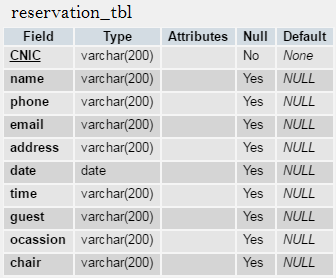 reservation_tbl
Field Type Attributes Null Default
CNIC varchar(200) No None
name varchar(200) Yes NULL
phone varchar(200) Yes NULL
email varchar(200) Yes NULL
address varchar(200) Yes NULL
date date Yes NULL
time varchar(200) Yes NULL
guest varchar(200) Yes NULL
ocassion varchar(200) Yes NULL
chair varchar(200) Yes NULL